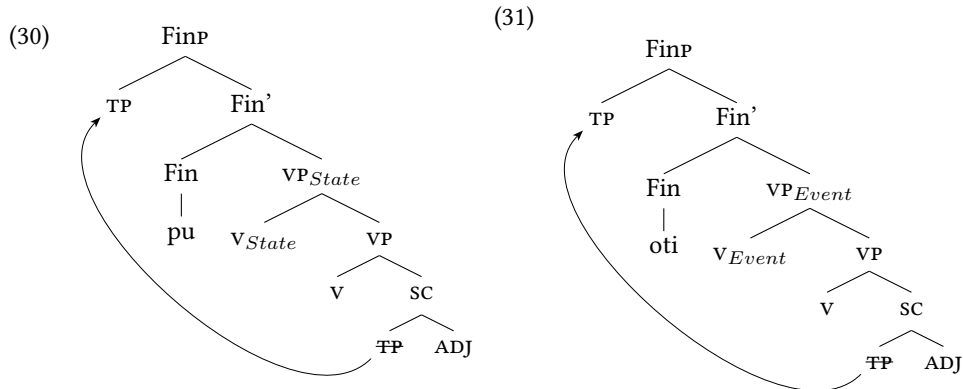 (30)
FinP
TP Fin'
Fin VP_State
pu V_State VP
V SC
TP ADJ
(31)
FinP
TP Fin'
Fin VP_Event
oti V_Event VP
V SC
TP ADJ